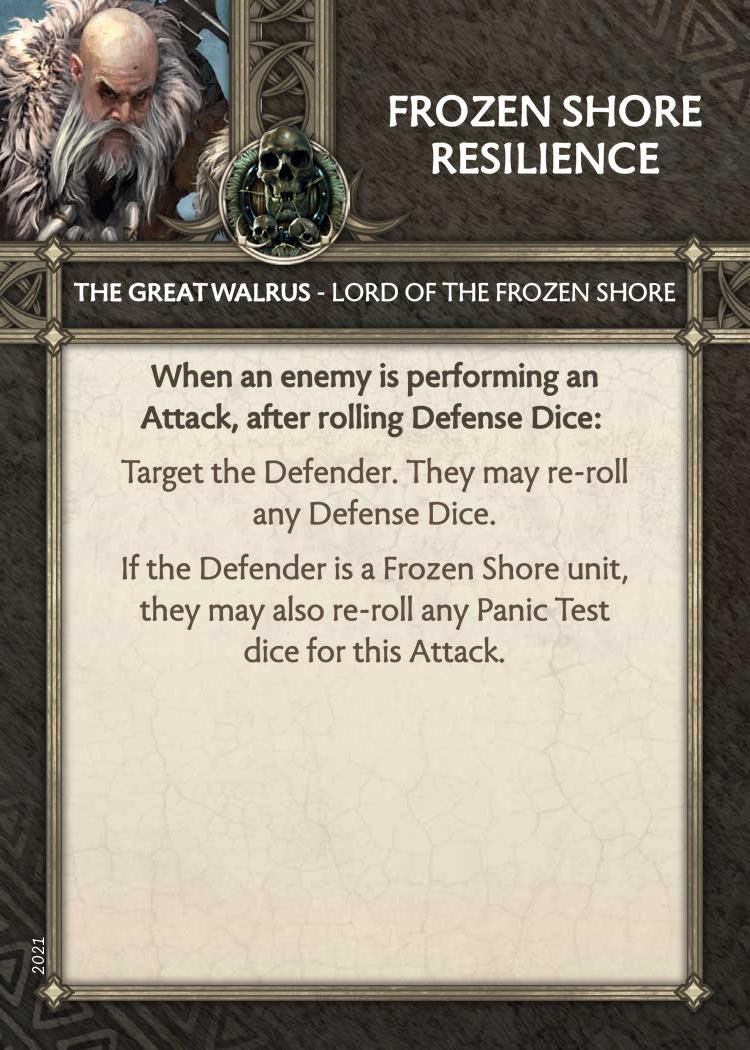 FROZEN SHORE
RESILIENCE
THE GREAT WALRUS - LORD OF THE FROZEN SHORE
When an enemy is performing an
Attack, after rolling Defense Dice:
Target the Defender. They may re-roll
any Defense Dice.
If the Defender is a Frozen Shore unit,
they may also re-roll any Panic Test
dice for this Attack.
2021